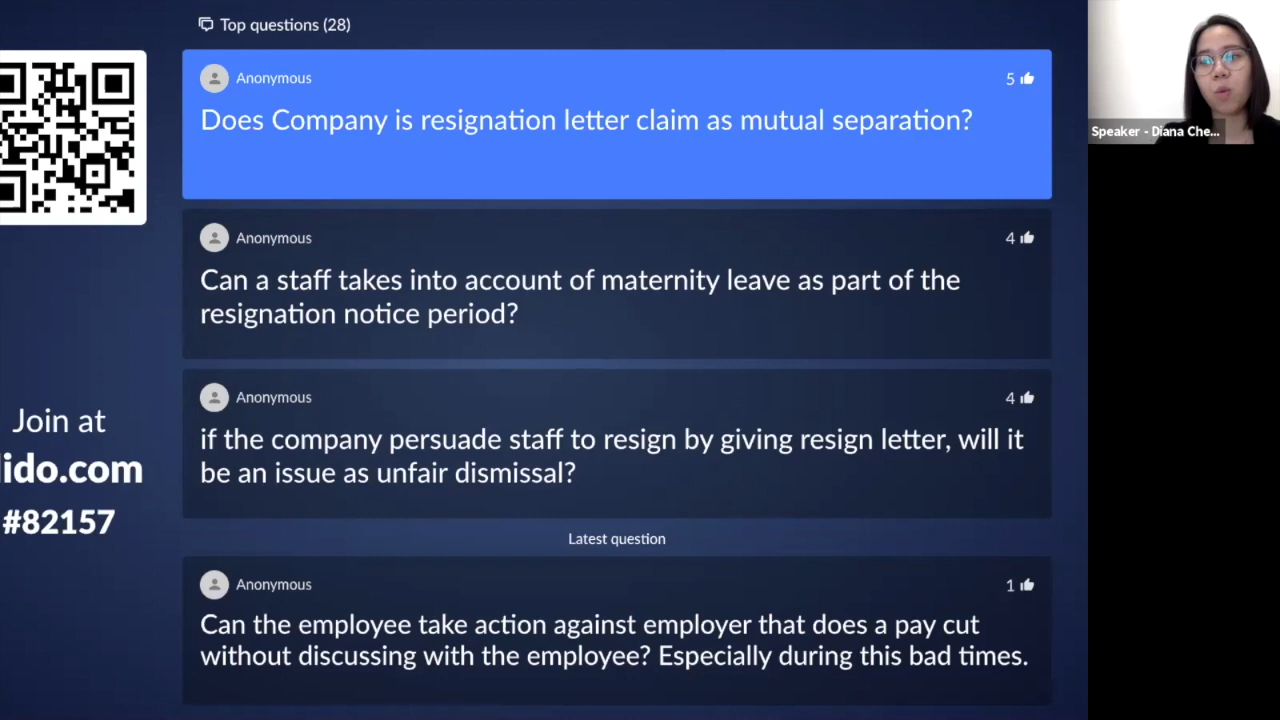 Top questions (28)
Anonymous
5
Does Company is resignation letter claim as mutual separation?
Anonymous
4
Can a staff takes into account of maternity leave as part of the
resignation notice period?
Anonymous
4
if the company persuade staff to resign by giving resign letter, will it
be an issue as unfair dismissal?
Latest question
Anonymous
1
Can the employee take action against employer that does a pay cut
without discussing with the employee? Especially during this bad times.
Join at
lido.com
#82157
Speaker - Diana Che...